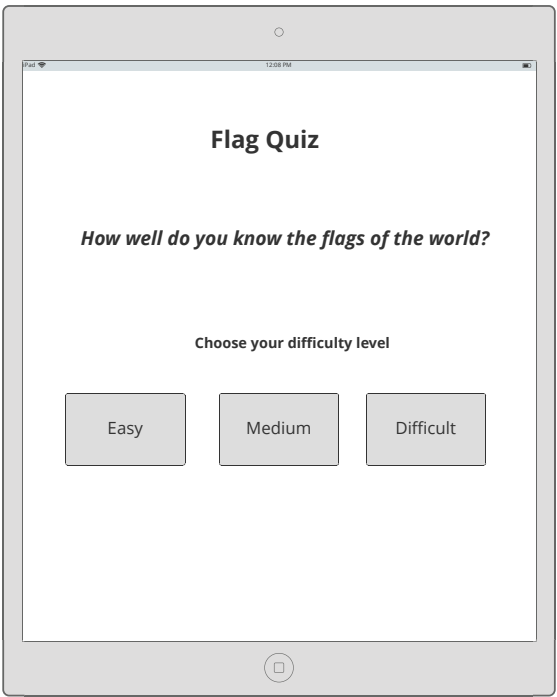 iPad 12:08 PM
Flag Quiz
How well do you know the flags of the world?
Choose your difficulty level
Easy Medium Difficult